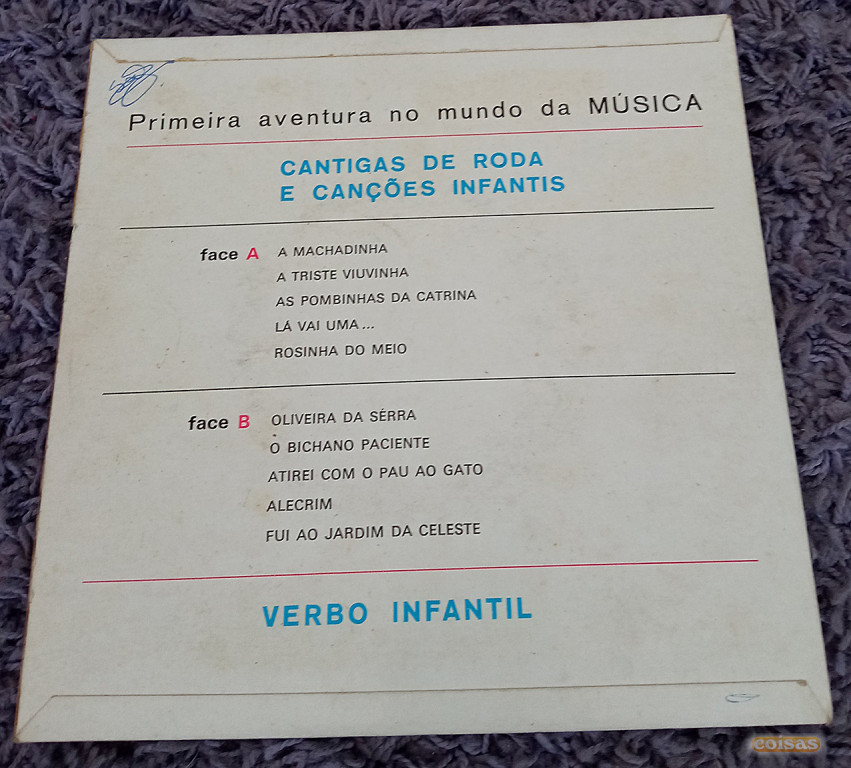 Primeira aventura no mundo da MÚSICA
CANTIGAS DE RODA
E CANÇÕES INFANTIS
face A A MACHADINHA
A TRISTE VIUVINHA
AS POMBINHAS DA CATRINA
LÁ VAI UMA...
ROSINHA DO MEIO
face B OLIVEIRA DA SÉRRA
O BICHANO PACIENTE
ATIREI COM O PAU AO GATO
ALECRIM
FUI AO JARDIM DA CELESTE
VERBO INFANTIL
coisas